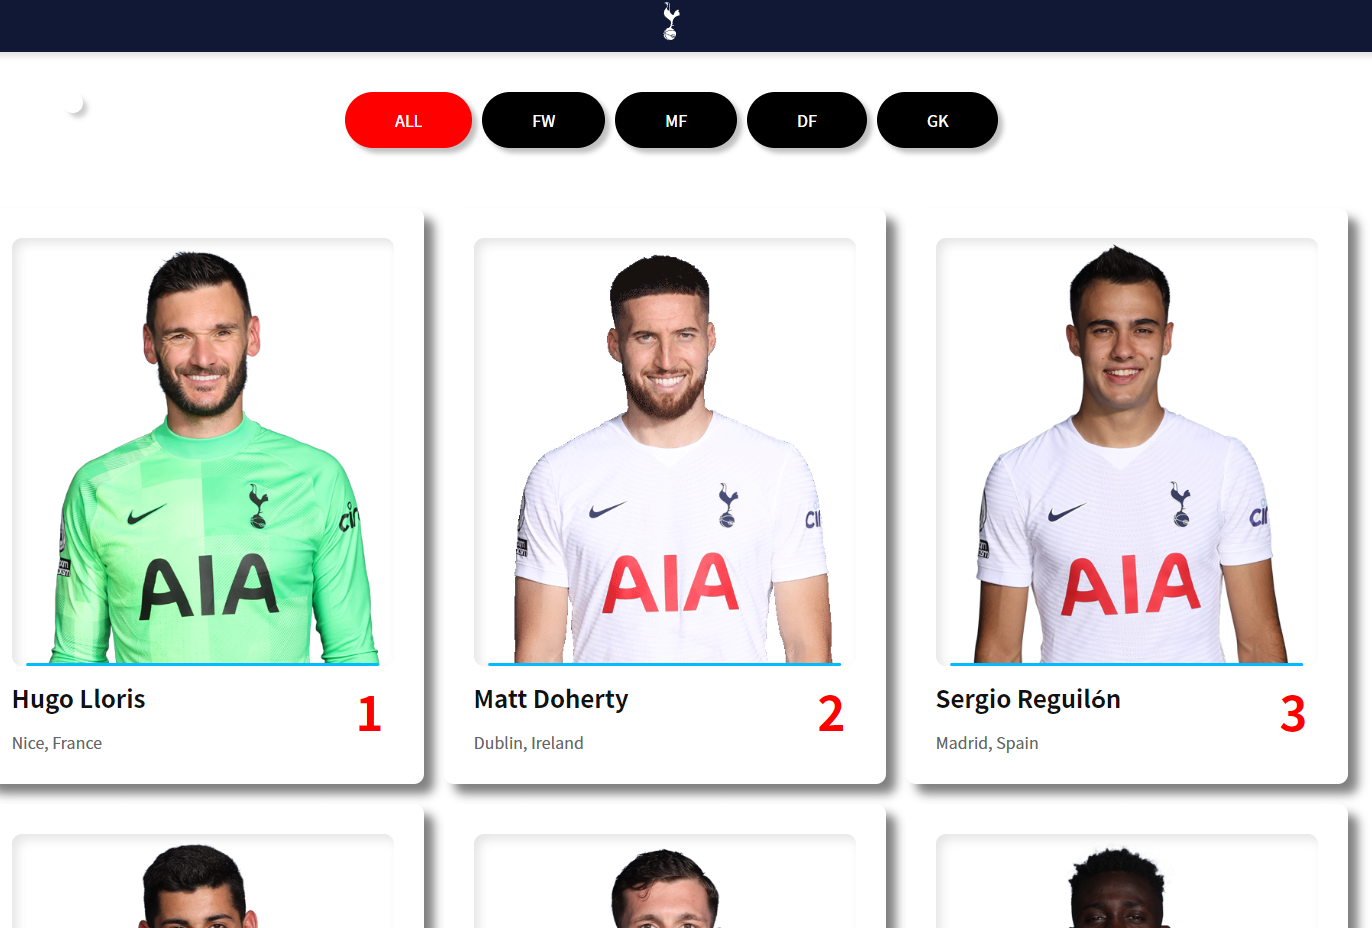 ALL
FW
MF
DF
GK
AIA
AIA
AIA
Hugo Lloris
1
Nice, France
Matt Doherty
2
Dublin, Ireland
Sergio Reguilón
3
Madrid, Spain